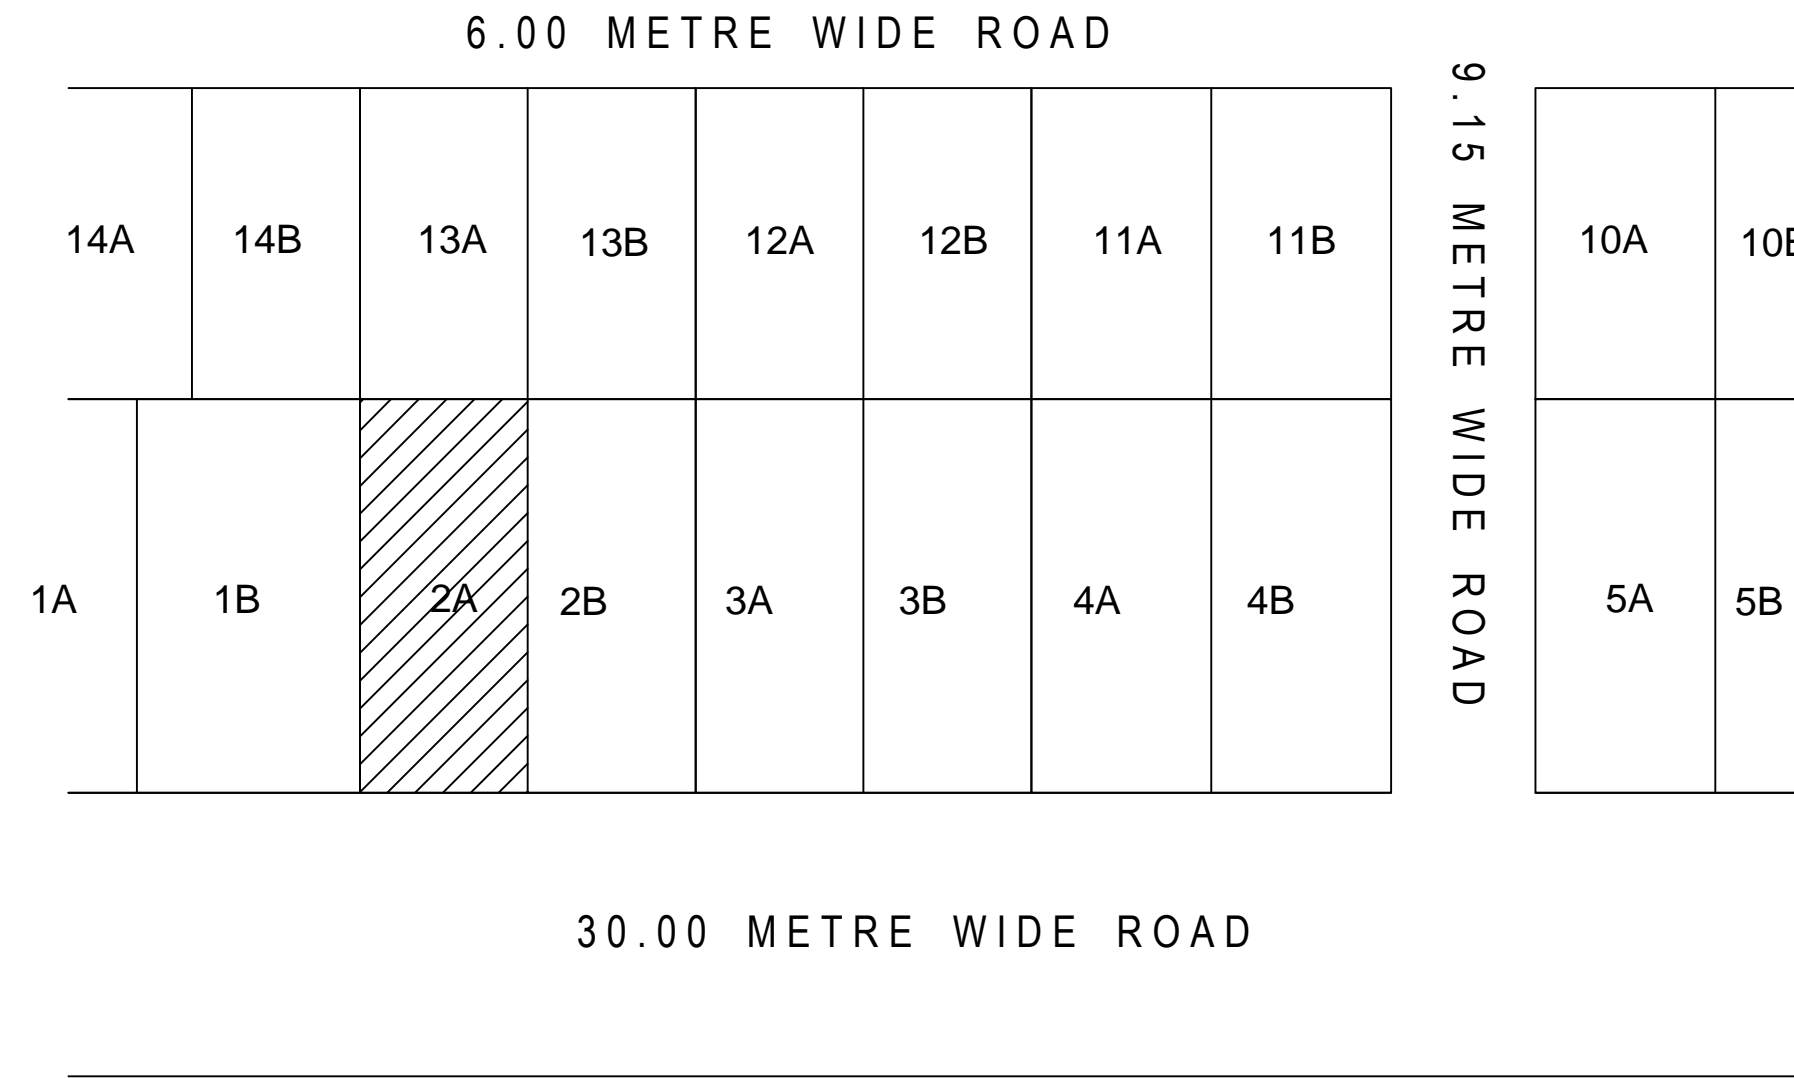 6.00 METRE WIDE ROAD
9.15 METRE WIDE ROAD
14A 14B 13A 13B 12A 12B 11A 11B 10A 10B
1A 1B 2A 2B 3A 3B 4A 4B 5A 5B
30.00 METRE WIDE ROAD